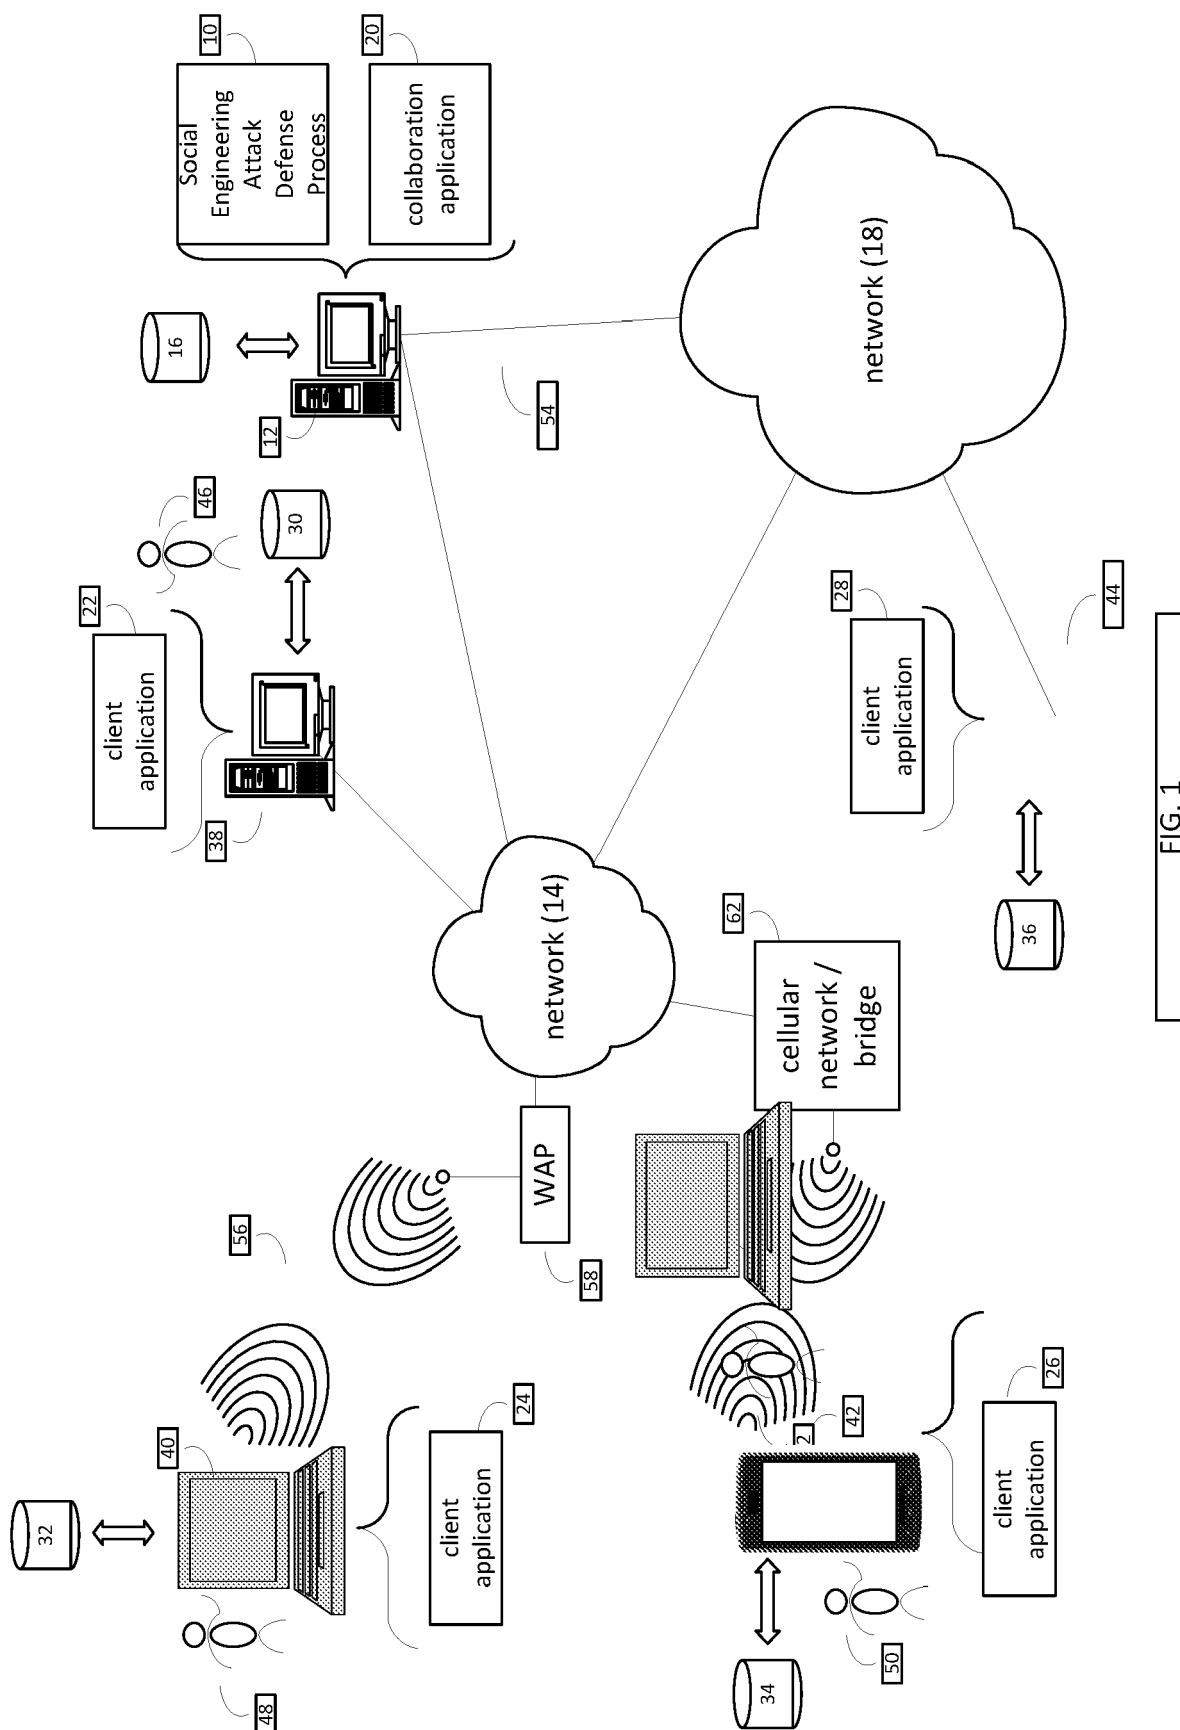 32
48
40
56
38
client
application
22
46
30
16
12
Social
Engineering
Attack
Defense
Process
10
collaboration
application
20
client
application
24
WAP
58
network (14)
54
34
50
2
42
client
application
26
cellular
network /
bridge
62
network (18)
36
client
application
28
44
FIG. 1